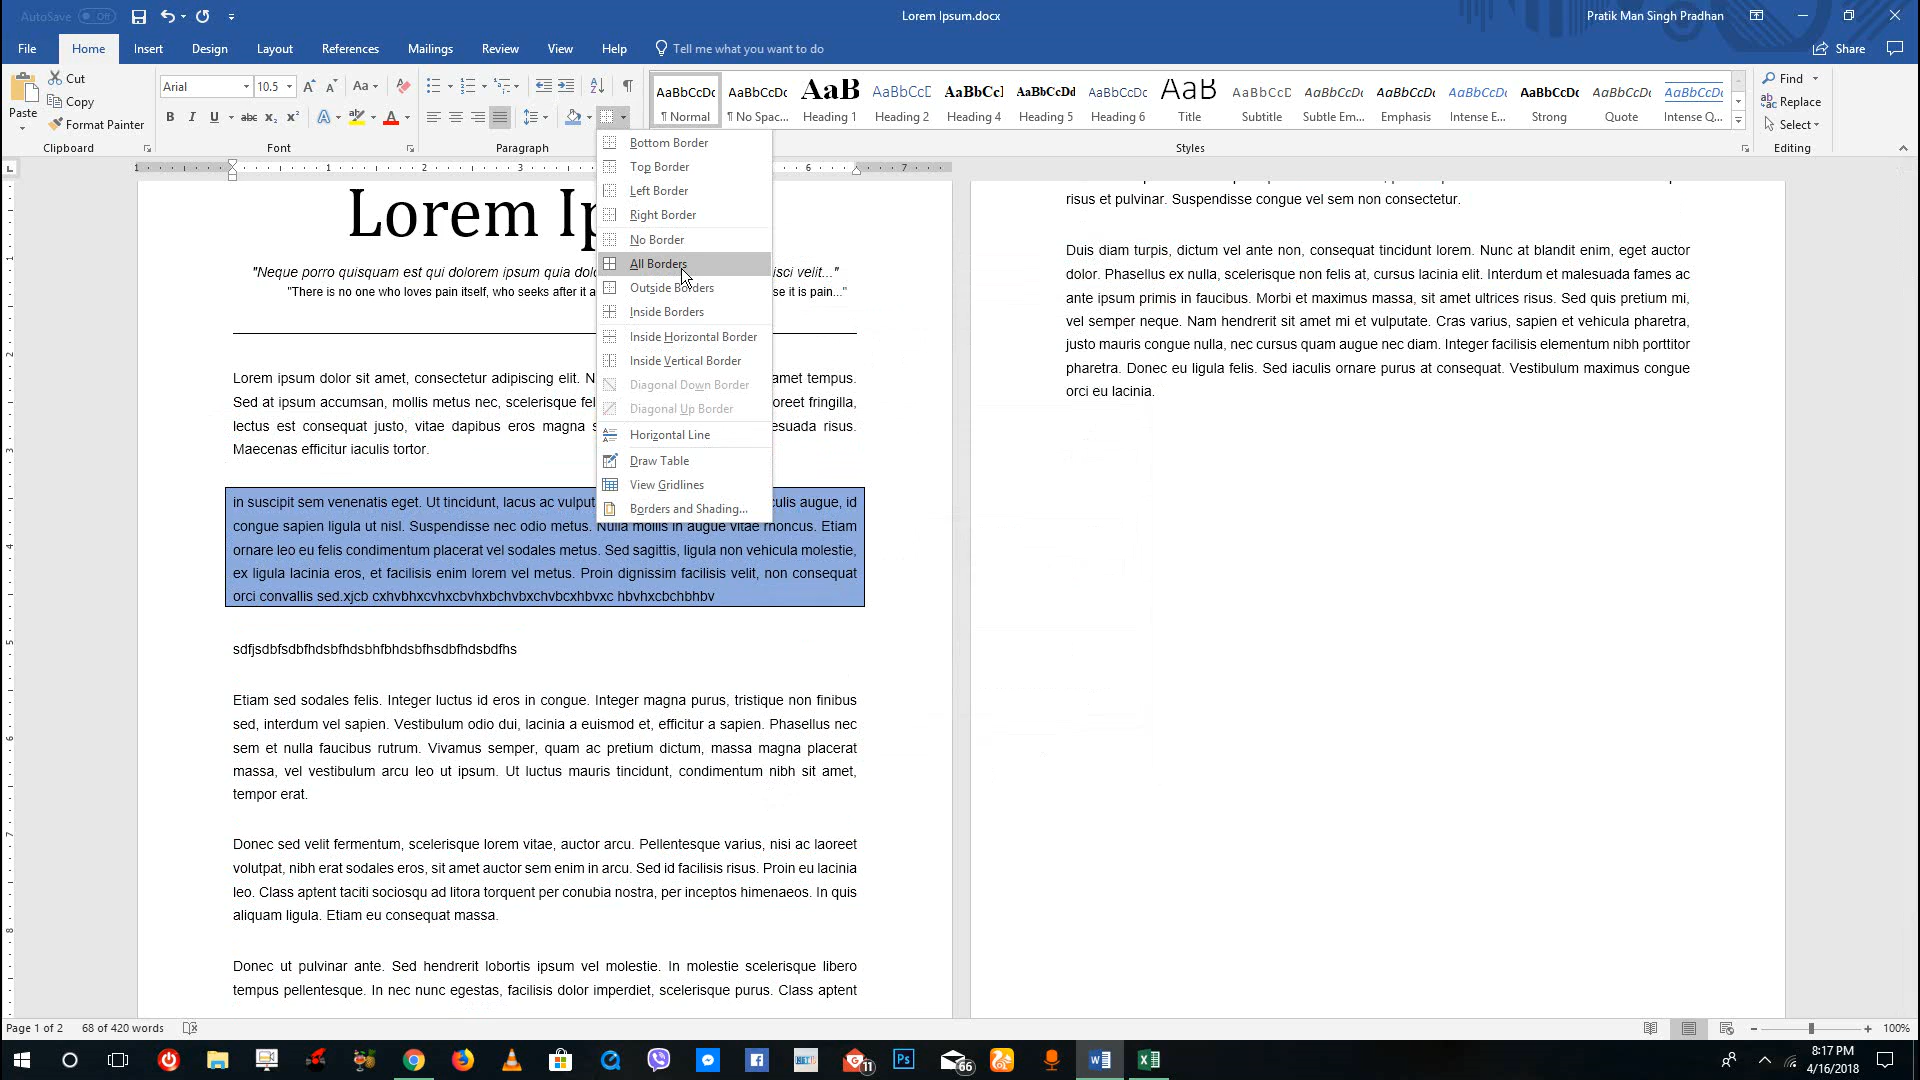 AutoSave Off
Lorem Ipsum.docx
Pratik Man Singh Pradhan
File Home Insert Design Layout References Mailings Review View Help Tell me what you want to do
Share
Paste
Cut
Copy
Format Painter
Clipboard
Arial 10.5
Font
Paragraph
AaBbCcDc AaBbCcDc AaB AaBbCcD AaBbCcI AaBbCcDd AaBbCcDc AaB AaBbCcD AaBbCcDc AaBbCcDc AaBbCcDc AaBbCcDc AaBbCcDc AaBbCcDc
¶ Normal ¶ No Spac... Heading 1 Heading 2 Heading 4 Heading 5 Heading 6 Title Subtitle Subtle Em... Emphasis Intense E... Strong Quote Intense Q...
Styles
Find
Replace
Select
Editing
Bottom Border
Top Border
Left Border
Right Border
No Border
All Borders
Outside Borders
Inside Borders
Inside Horizontal Border
Inside Vertical Border
Diagonal Down Border
Diagonal Up Border
Horizontal Line
Draw Table
View Gridlines
Borders and Shading...
Lorem Ip
"Neque porro quisquam est qui dolorem ipsum quia dolo isci velit..."
"There is no one who loves pain itself, who seeks after it a se it is pain..."
Lorem ipsum dolor sit amet, consectetur adipiscing elit. N amet tempus.
Sed at ipsum accumsan, mollis metus nec, scelerisque fel oreet fringilla,
lectus est consequat justo, vitae dapibus eros magna s esuada risus.
Maecenas efficitur iaculis tortor.
in suscipit sem venenatis eget. Ut tincidunt, lacus ac vulputa culis augue, id
congue sapien ligula ut nisl. Suspendisse nec odio metus. Nulla mollis in augue vitae rhoncus. Etiam
ornare leo eu felis condimentum placerat vel sodales metus. Sed sagittis, ligula non vehicula molestie,
ex ligula lacinia eros, et facilisis enim lorem vel metus. Proin dignissim facilisis velit, non consequat
orci convallis sed.xjcb cxhvbhxcvhxcbvhxbchvbxchvbcxhbvxc hbvhxcbchbhbv
sdfjsdbfsdbfhdsbfhdsbhfbhdsbfhsdbfhdsbdfhs
Etiam sed sodales felis. Integer luctus id eros in congue. Integer magna purus, tristique non finibus
sed, interdum vel sapien. Vestibulum odio dui, lacinia a euismod et, efficitur a sapien. Phasellus nec
sem et nulla faucibus rutrum. Vivamus semper, quam ac pretium dictum, massa magna placerat
massa, vel vestibulum arcu leo ut ipsum. Ut luctus mauris tincidunt, condimentum nibh sit amet,
tempor erat.
Donec sed velit fermentum, scelerisque lorem vitae, auctor arcu. Pellentesque varius, nisi ac laoreet
volutpat, nibh erat sodales eros, sit amet auctor sem enim in arcu. Sed id facilisis risus. Proin eu lacinia
leo. Class aptent taciti sociosqu ad litora torquent per conubia nostra, per inceptos himenaeos. In quis
aliquam ligula. Etiam eu consequat massa.
Donec ut pulvinar ante. Sed hendrerit lobortis ipsum vel molestie. In molestie scelerisque libero
tempus pellentesque. In nec nunc egestas, facilisis dolor imperdiet, scelerisque purus. Class aptent
risus et pulvinar. Suspendisse congue vel sem non consectetur.
Duis diam turpis, dictum vel ante non, consequat tincidunt lorem. Nunc at blandit enim, eget auctor
dolor. Phasellus ex nulla, scelerisque non felis at, cursus lacinia elit. Interdum et malesuada fames ac
ante ipsum primis in faucibus. Morbi et maximus massa, sit amet ultrices risus. Sed quis pretium mi,
vel semper neque. Nam hendrerit sit amet mi et vulputate. Cras varius, sapien et vehicula pharetra,
justo mauris congue nulla, nec cursus quam augue nec diam. Integer facilisis elementum nibh porttitor
pharetra. Donec eu ligula felis. Sed iaculis ornare purus at consequat. Vestibulum maximus congue
orci eu lacinia.
Page 1 of 2 68 of 420 words
100%
11
66
8:17 PM
4/16/2018